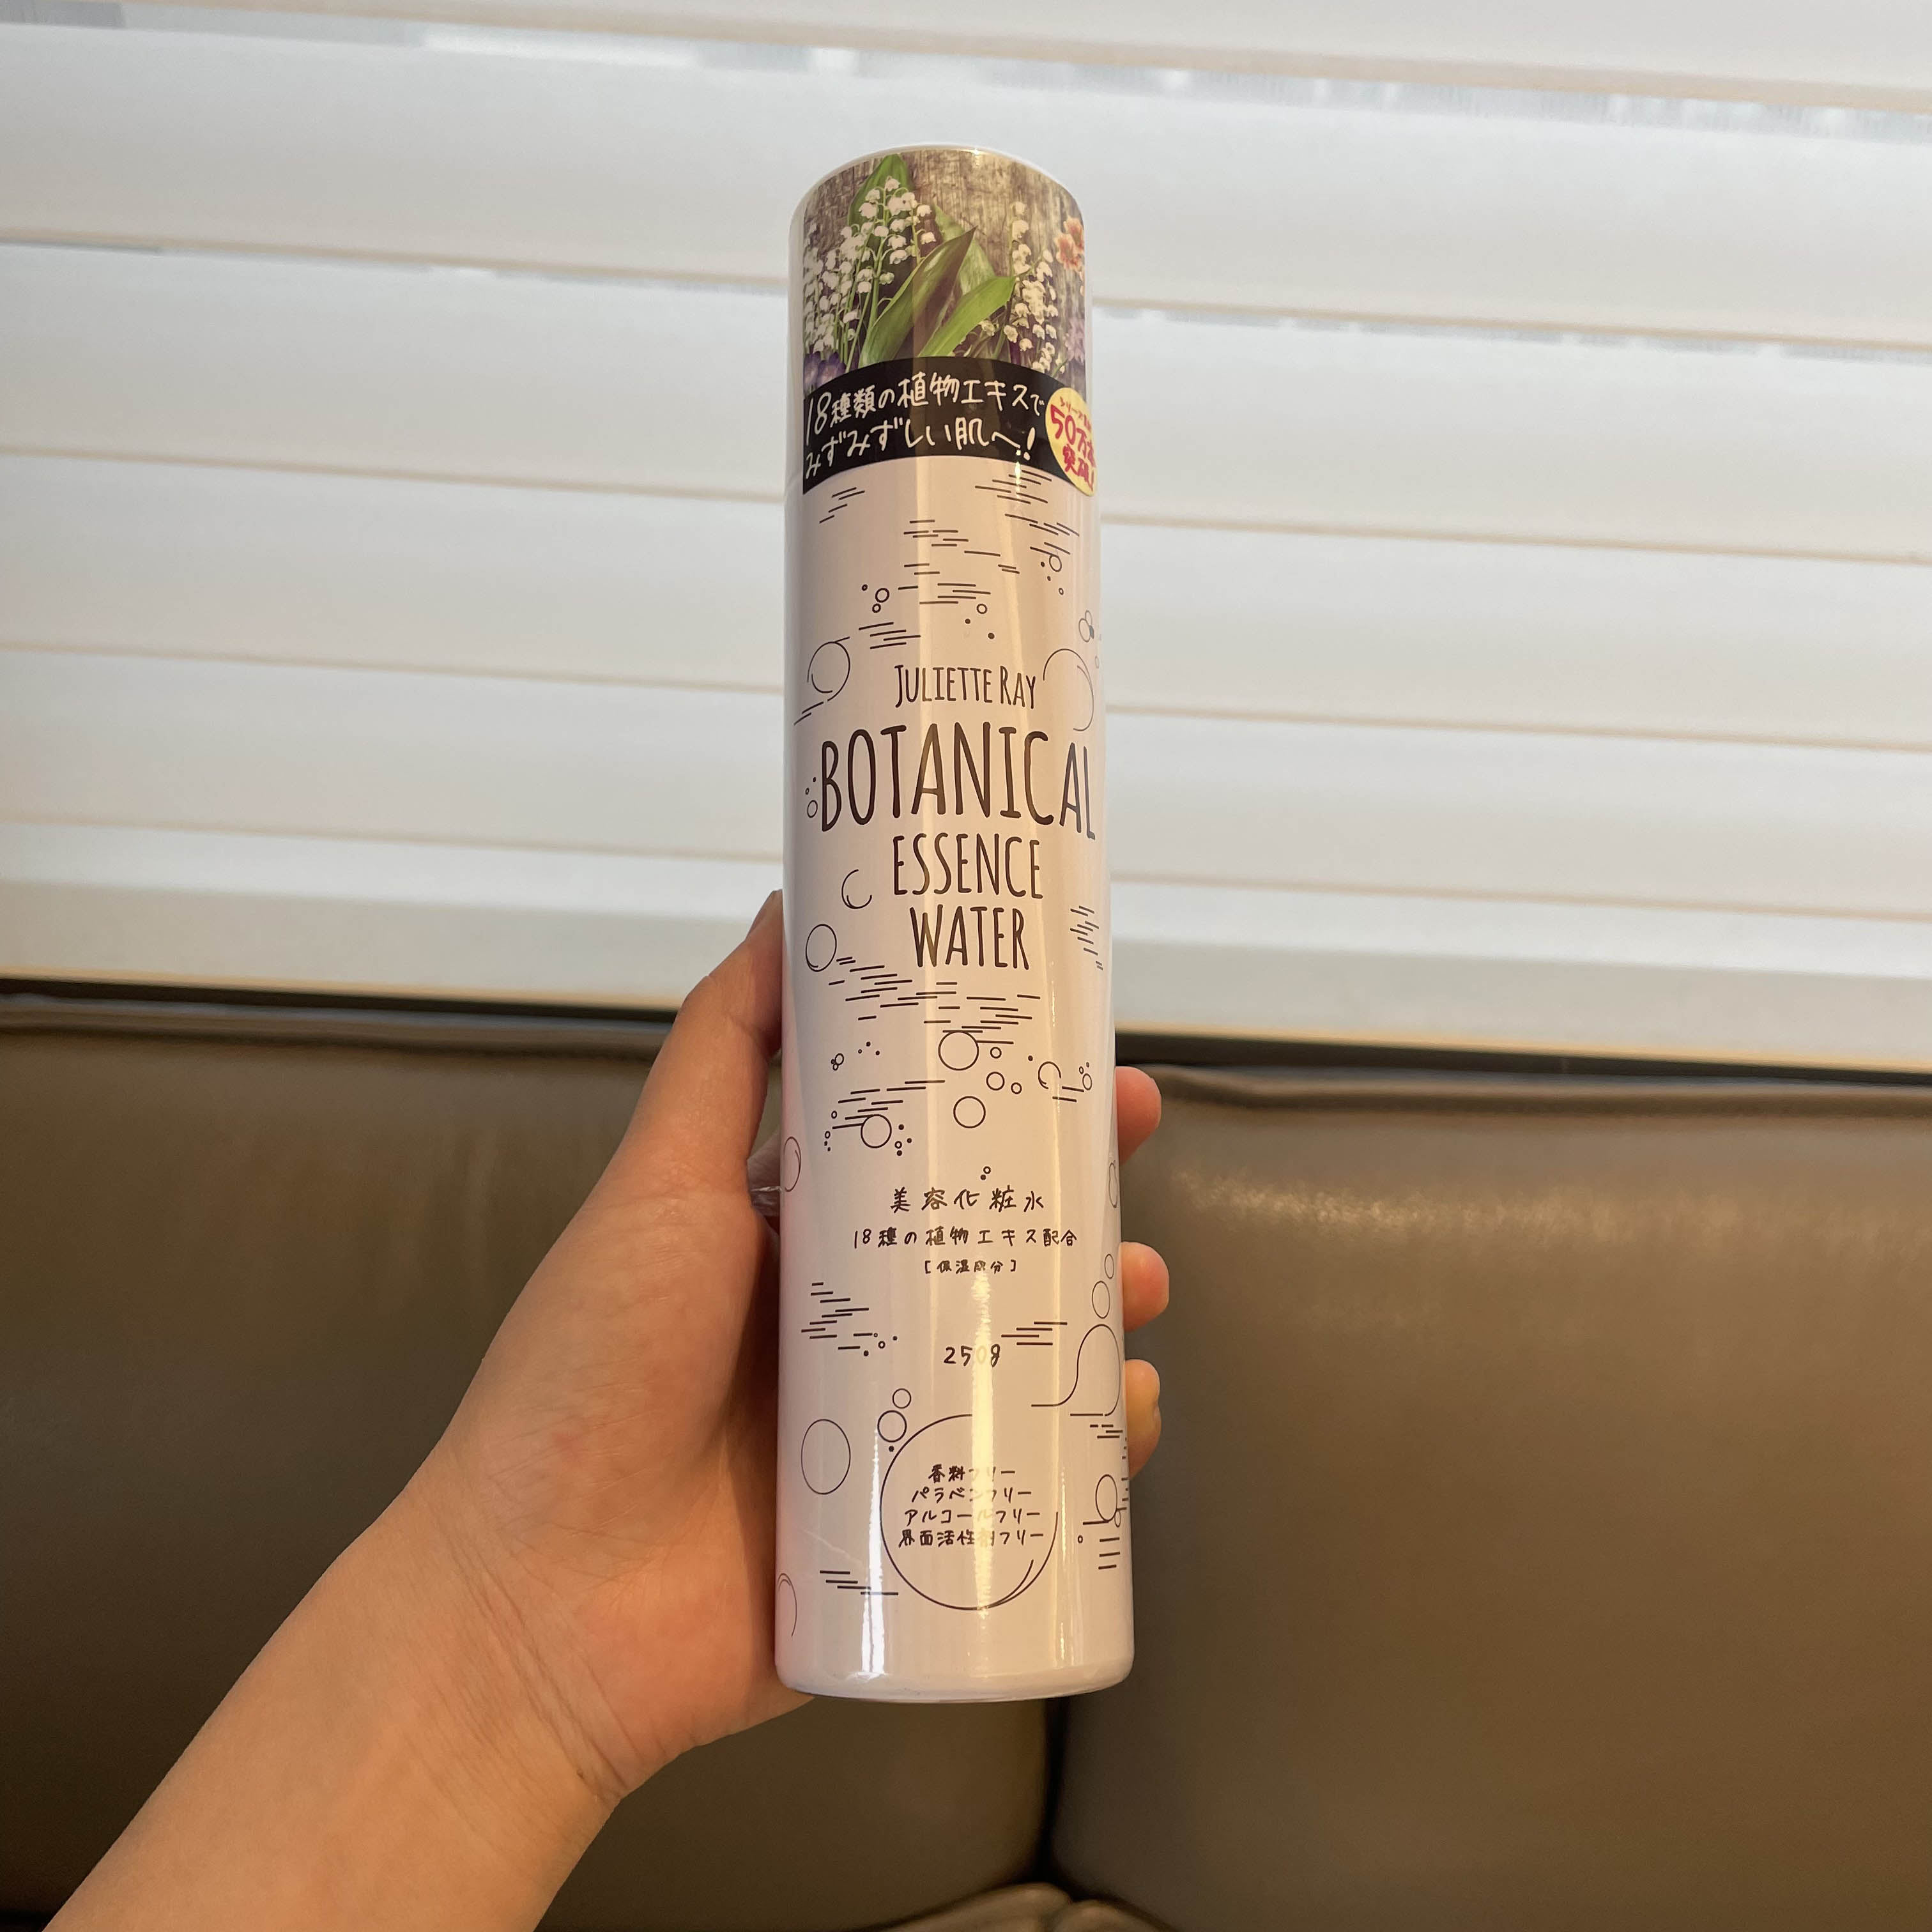 18種類の植物エキスで
みずみずしい肌へ!
シリーズ
50万本
突破!
JULIETTE RAY
BOTANICAL
ESSENCE
WATER
美容化粧水
18種の植物エキス配合
[保湿成分]
250g
香料フリー
パラベンフリー
アルコールフリー
界面活性剤フリー